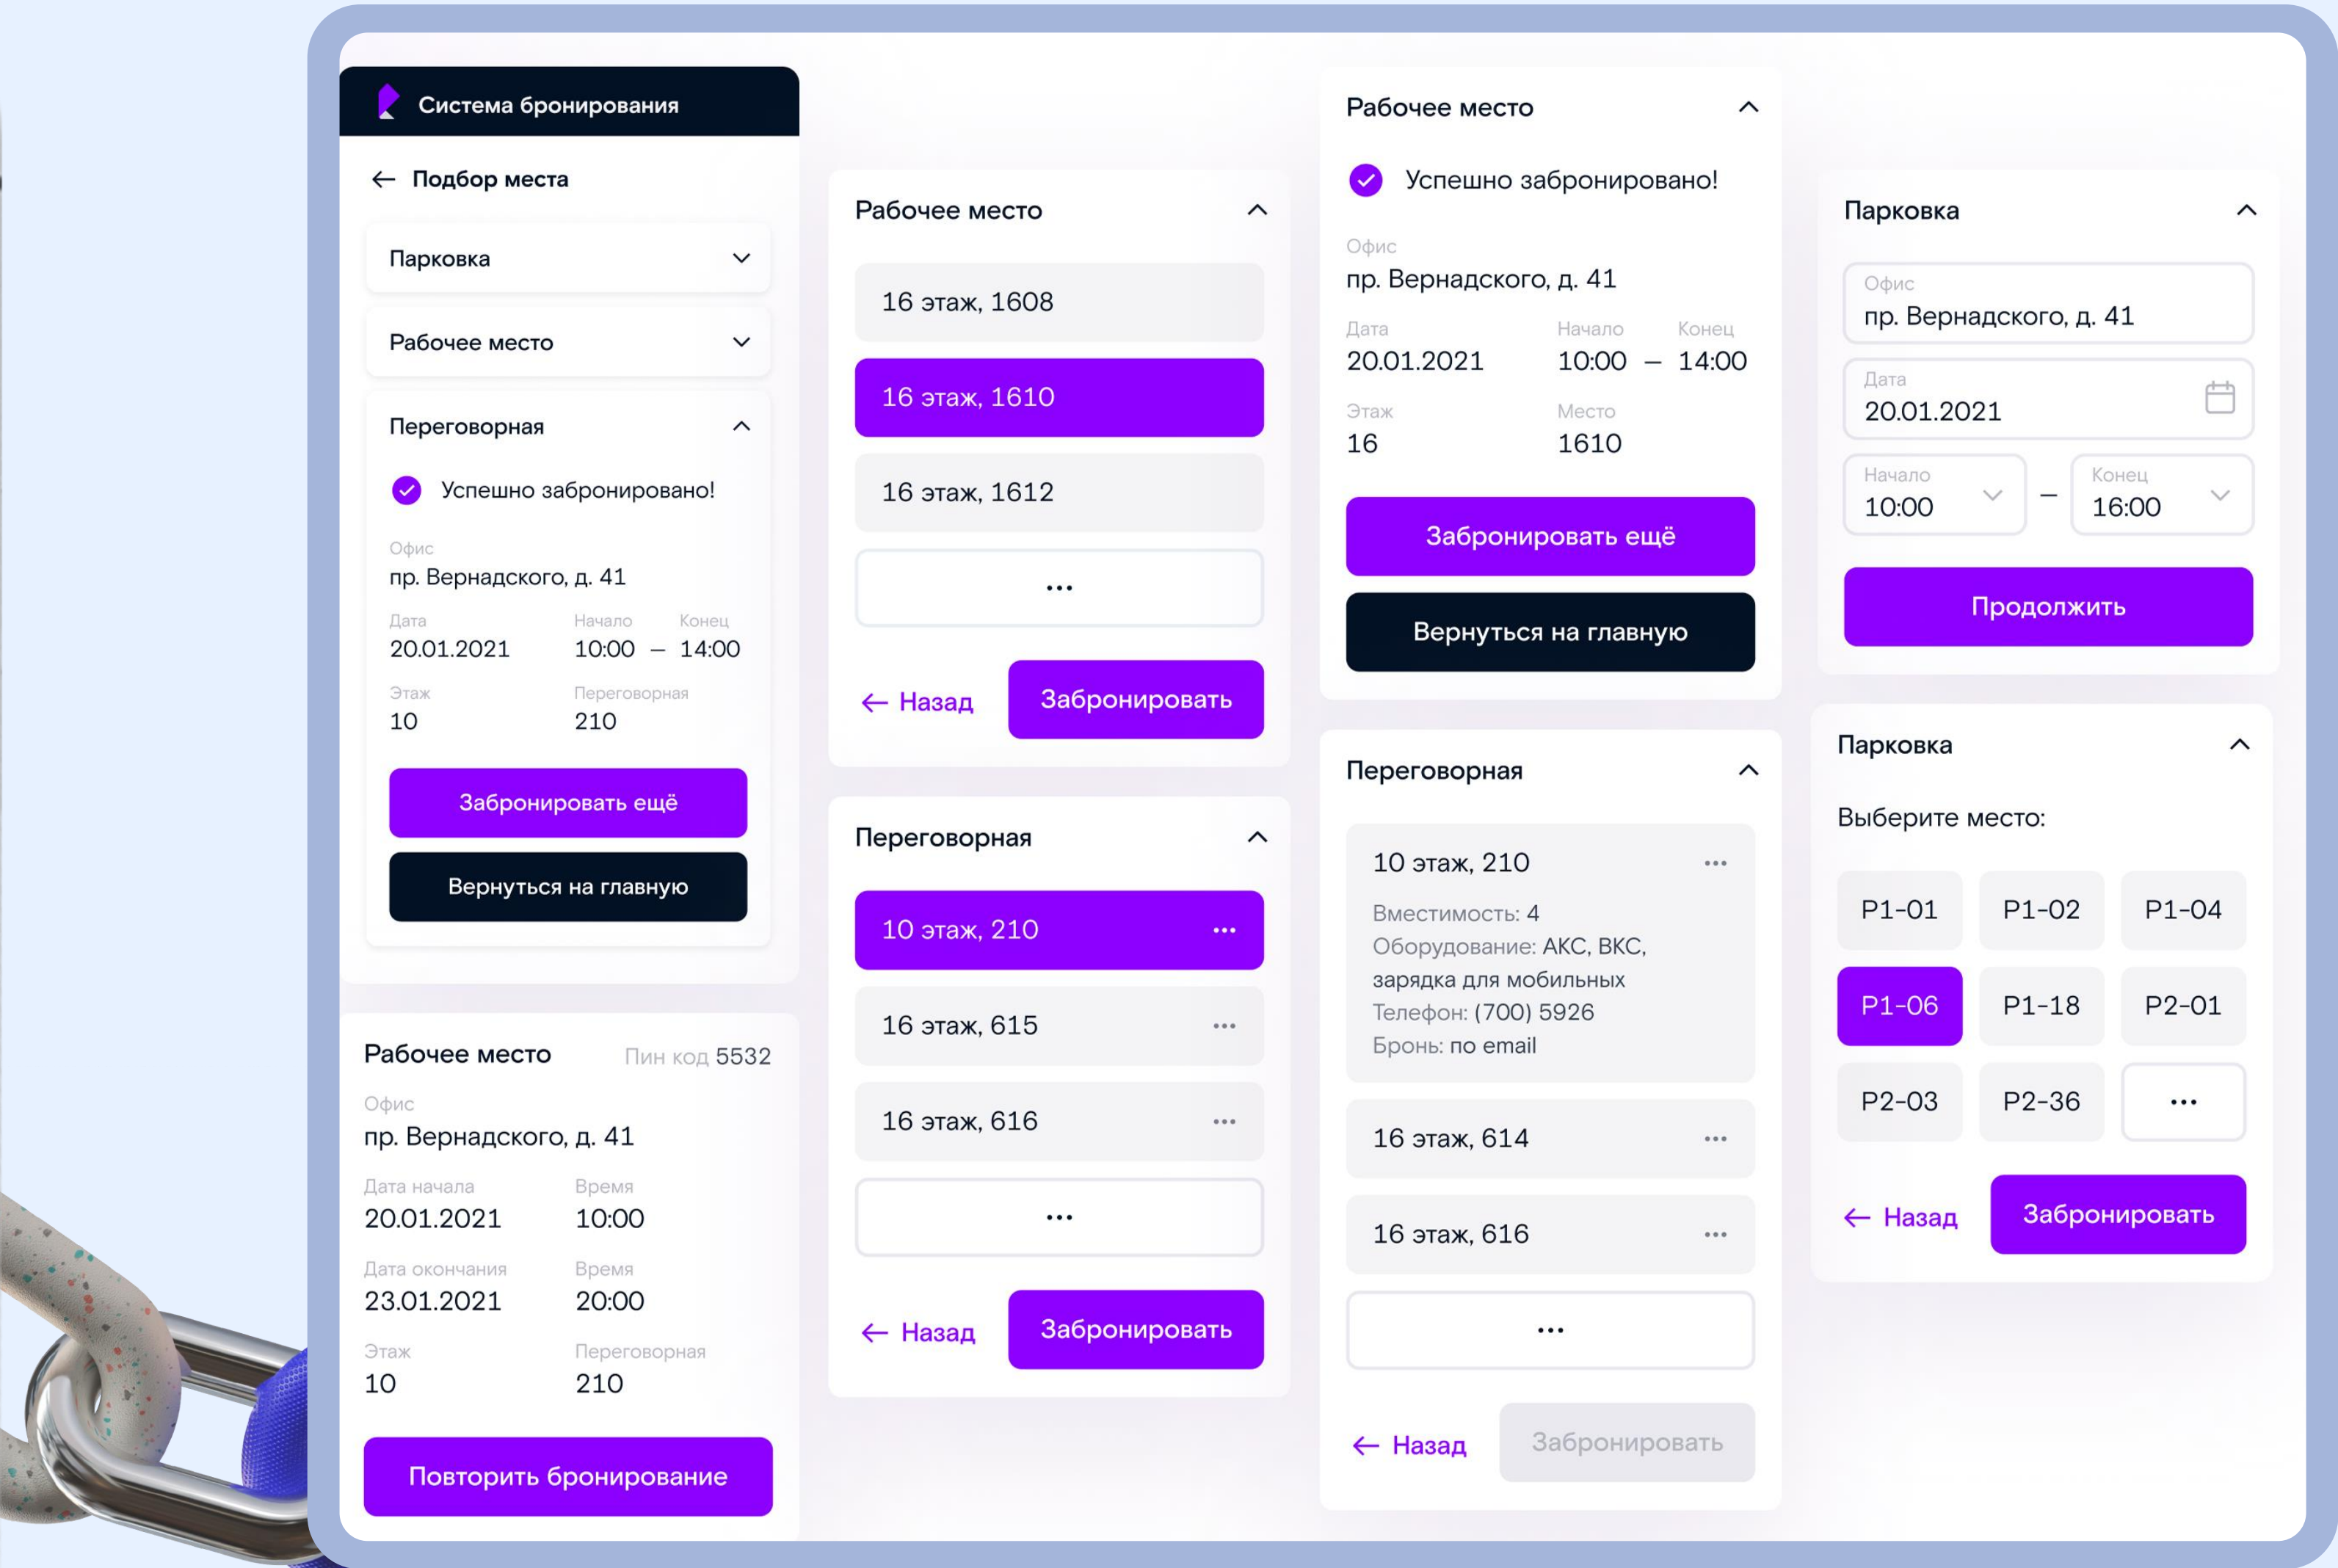 Система бронирования
Подбор места
Парковка
Рабочее место
Переговорная
Успешно забронировано!
Офис
пр. Вернадского, д. 41
Дата Начало Конец
20.01.2021 10:00 – 14:00
Этаж Переговорная
10 210
Забронировать ещё
Вернуться на главную
Рабочее место Пин код 5532
Офис
пр. Вернадского, д. 41
Дата начала Время
20.01.2021 10:00
Дата окончания Время
23.01.2021 20:00
Этаж Переговорная
10 210
Повторить бронирование
Рабочее место
16 этаж, 1608
16 этаж, 1610
16 этаж, 1612
...
← Назад Забронировать
Переговорная
10 этаж, 210 ...
16 этаж, 615 ...
16 этаж, 616 ...
...
← Назад Забронировать
Рабочее место
Успешно забронировано!
Офис
пр. Вернадского, д. 41
Дата Начало Конец
20.01.2021 10:00 – 14:00
Этаж Место
16 1610
Забронировать ещё
Вернуться на главную
Переговорная
10 этаж, 210 ...
Вместимость: 4
Оборудование: АКС, ВКС,
зарядка для мобильных
Телефон: (700) 5926
Бронь: по email
16 этаж, 614 ...
16 этаж, 616 ...
...
← Назад Забронировать
Парковка
Офис
пр. Вернадского, д. 41
Дата
20.01.2021
Начало Конец
10:00 – 16:00
Продолжить
Парковка
Выберите место:
P1-01 P1-02 P1-04
P1-06 P1-18 P2-01
P2-03 P2-36 ...
← Назад Забронировать